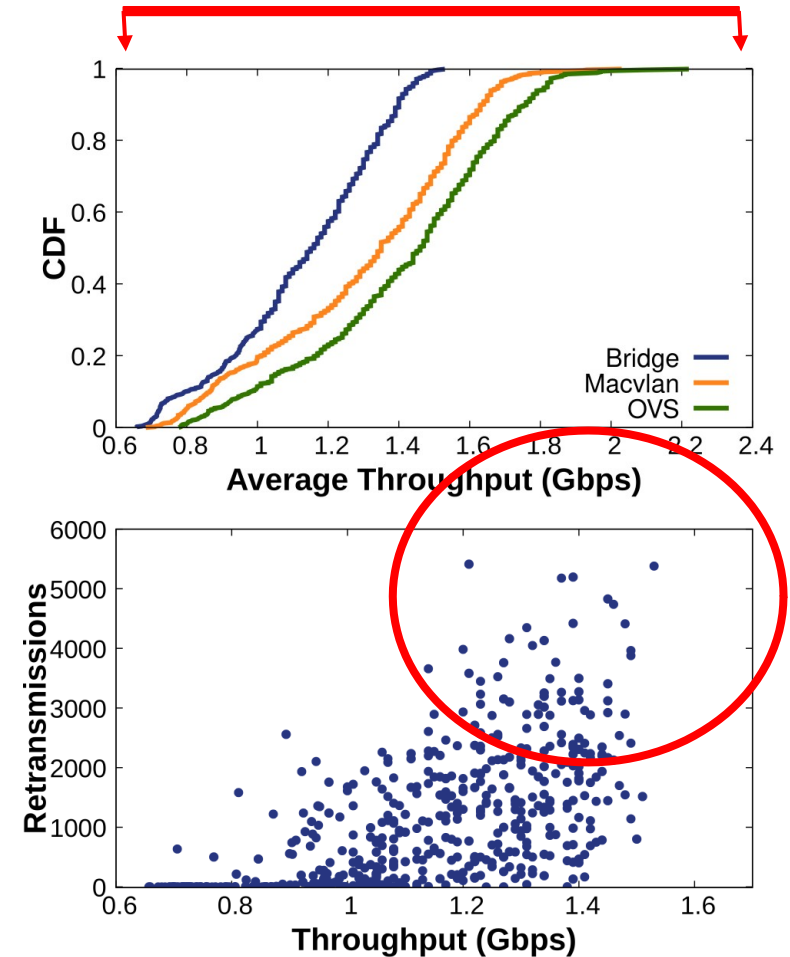 1
0.8
0.6
0.4
0.2
0
CDF
Bridge
Macvlan
OVS
0.6 0.8 1 1.2 1.4 1.6 1.8 2 2.2 2.4
Average Throughput (Gbps)
6000
5000
4000
3000
2000
1000
0
Retransmissions
0.6 0.8 1 1.2 1.4 1.6
Throughput (Gbps)